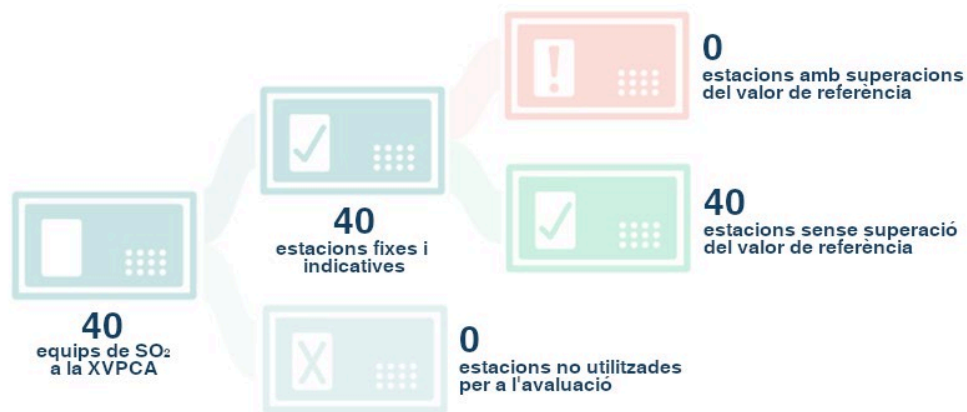 0
estacions amb superacions
del valor de referència
40
estacions fixes i
indicatives
40
estacions sense superació
del valor de referència
40
equips de SO₂
a la XVPCA
0
estacions no utilitzades
per a l'avaluació